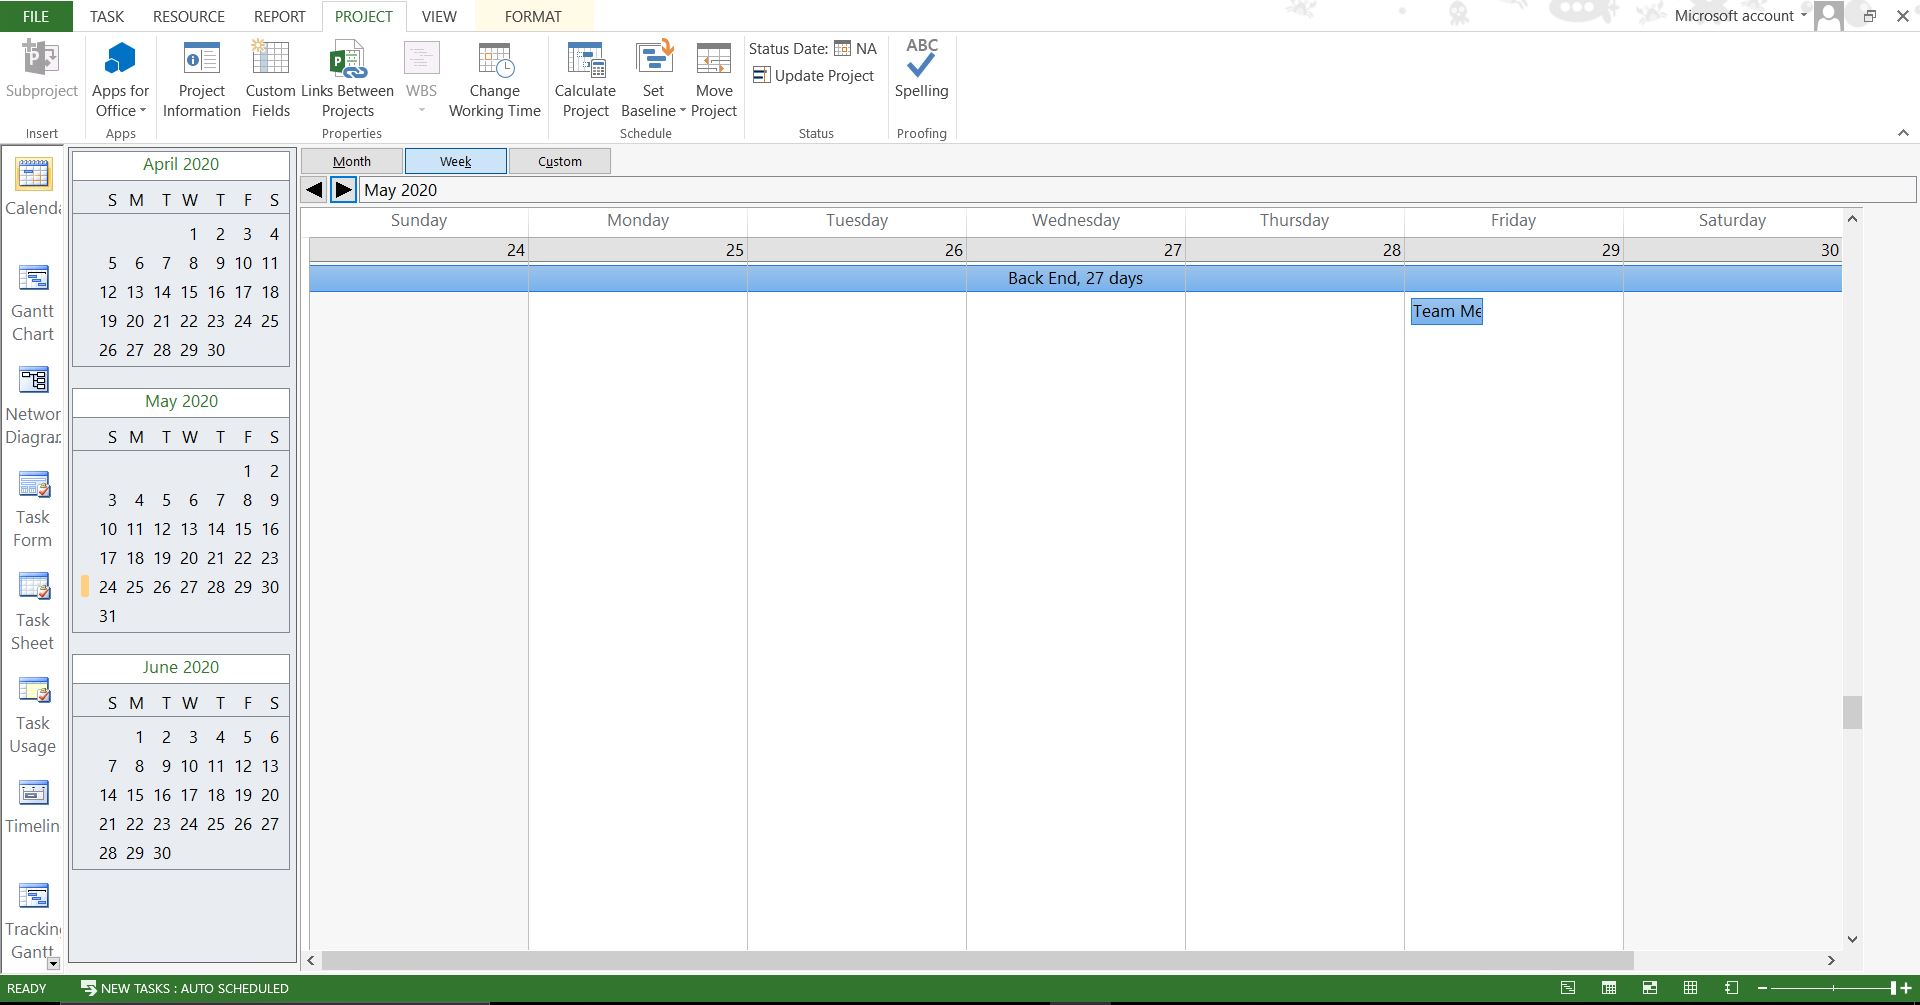 FILE TASK RESOURCE REPORT PROJECT VIEW FORMAT Microsoft account
Subproject
Insert
Apps for
Office
Apps
Project
Information
Custom
Fields
Links Between
Projects
WBS
Change
Working Time
Properties
Calculate
Project
Set
Baseline
Move
Project
Schedule
Status Date: NA
Update Project
Status
ABC
Spelling
Proofing
Calenda
Gantt
Chart
Networ
Diagra
Task
Form
Task
Sheet
Task
Usage
Timelin
Trackin
Gantt
April 2020
S M T W T F S
1 2 3 4
5 6 7 8 9 10 11
12 13 14 15 16 17 18
19 20 21 22 23 24 25
26 27 28 29 30
May 2020
S M T W T F S
1 2
3 4 5 6 7 8 9
10 11 12 13 14 15 16
17 18 19 20 21 22 23
24 25 26 27 28 29 30
31
June 2020
S M T W T F S
1 2 3 4 5 6
7 8 9 10 11 12 13
14 15 16 17 18 19 20
21 22 23 24 25 26 27
28 29 30
Month Week Custom
May 2020
Sunday Monday Tuesday Wednesday Thursday Friday Saturday
24 25 26 27 28 29 30
Back End, 27 days
Team Me
READY NEW TASKS : AUTO SCHEDULED